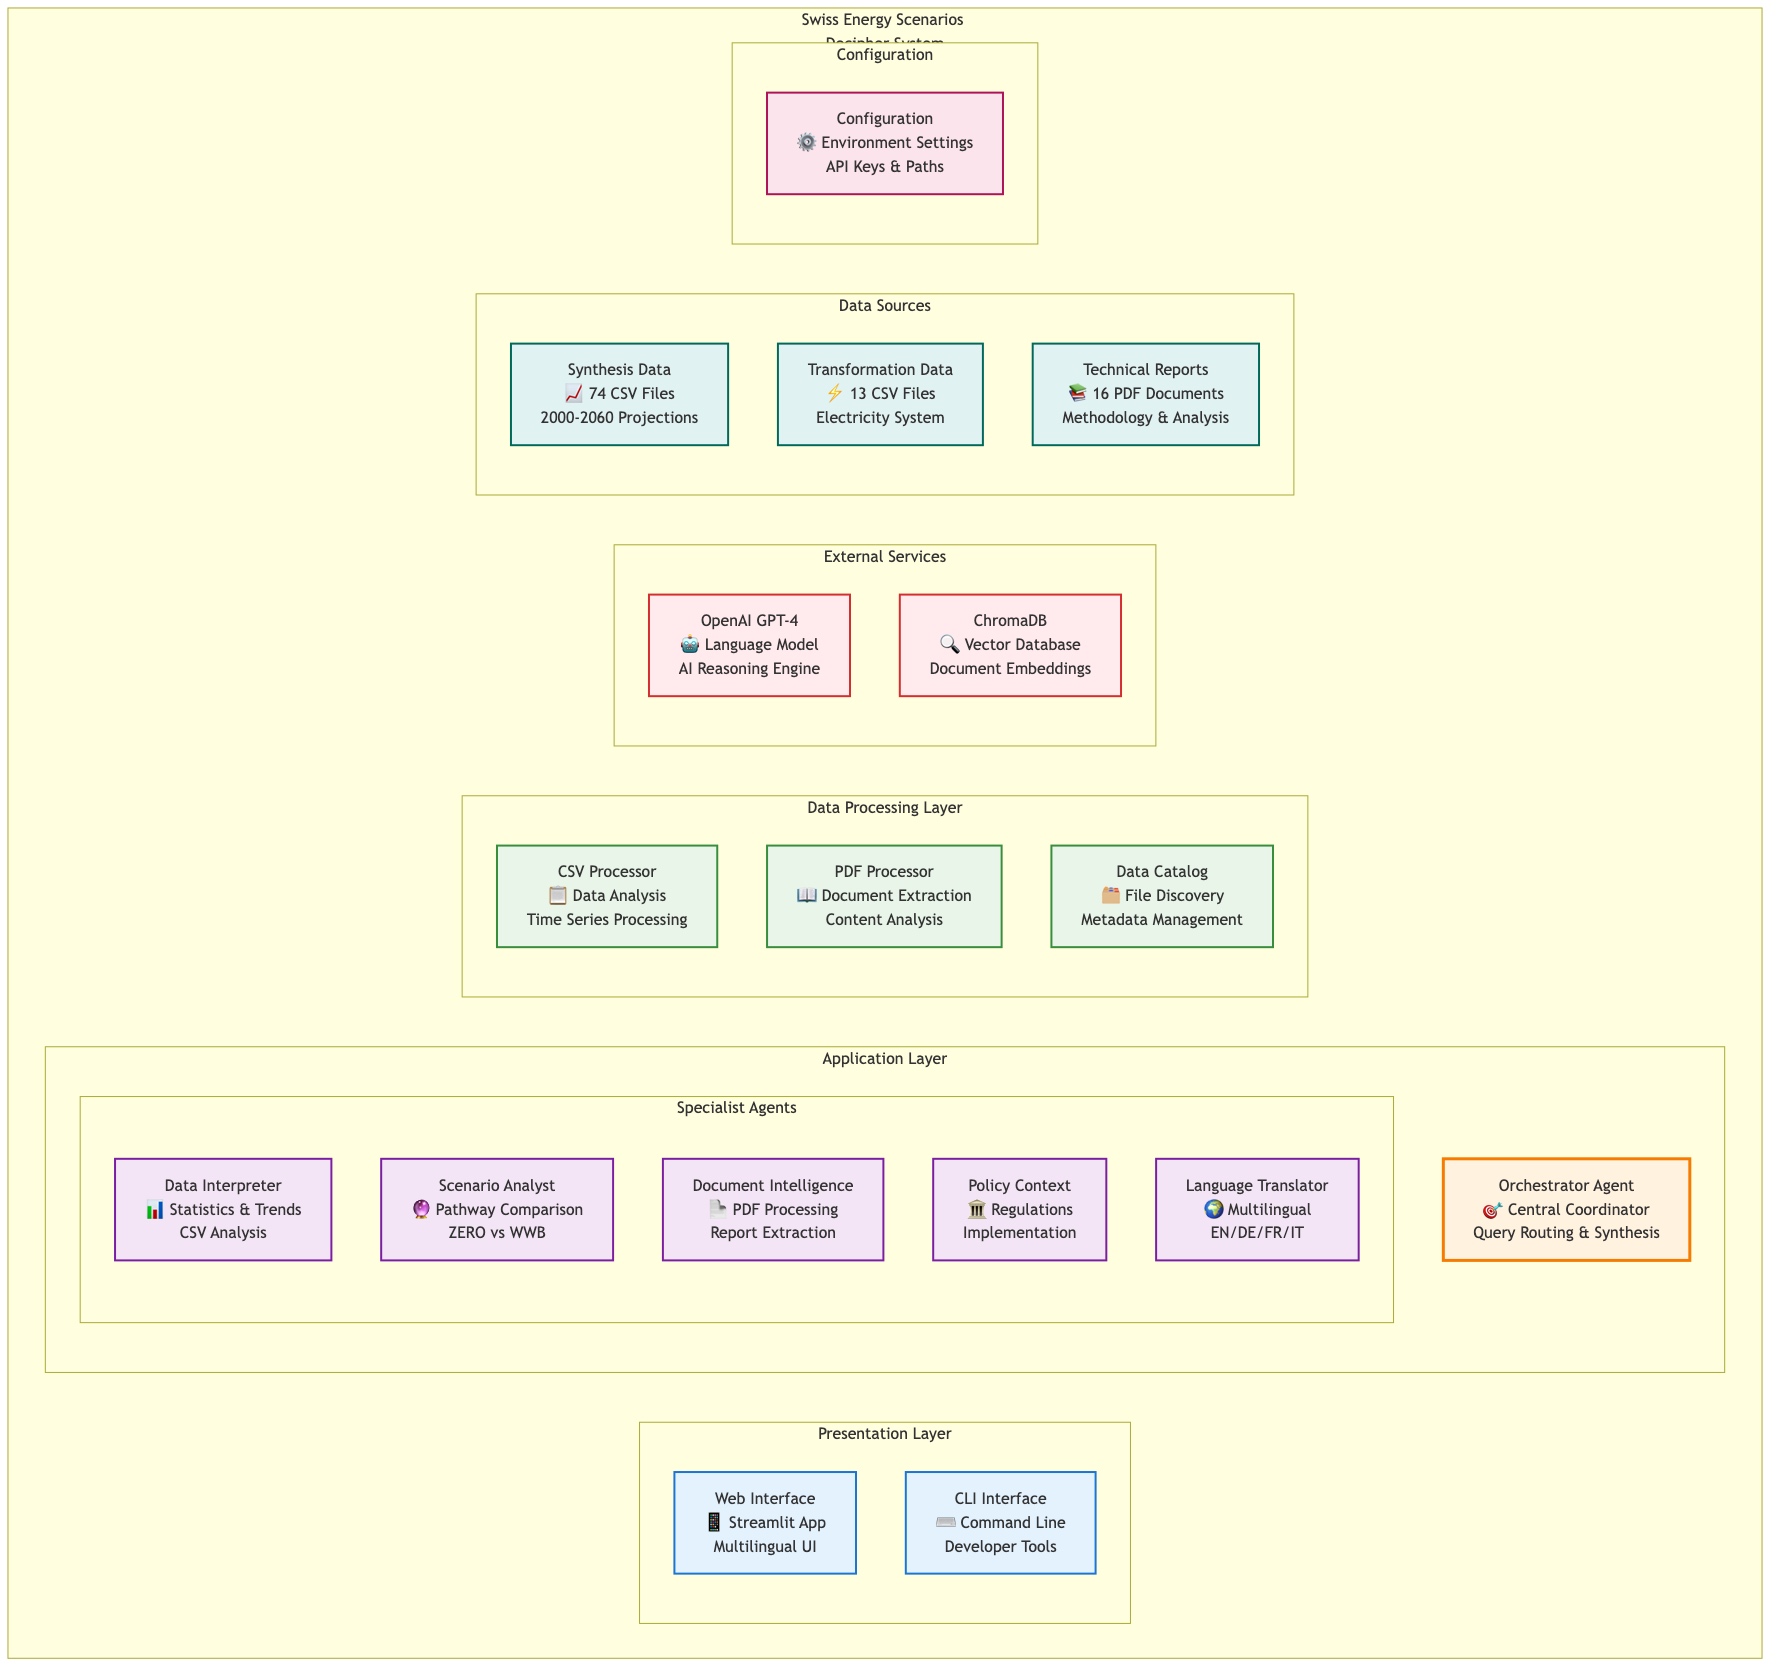 Swiss Energy Scenarios
Decipher System
Configuration
Configuration
⚙️ Environment Settings
API Keys & Paths
Data Sources
Synthesis Data
📈 74 CSV Files
2000-2060 Projections
Transformation Data
⚡ 13 CSV Files
Electricity System
Technical Reports
📚 16 PDF Documents
Methodology & Analysis
External Services
OpenAI GPT-4
🤖 Language Model
AI Reasoning Engine
ChromaDB
🔍 Vector Database
Document Embeddings
Data Processing Layer
CSV Processor
📋 Data Analysis
Time Series Processing
PDF Processor
📖 Document Extraction
Content Analysis
Data Catalog
🗂️ File Discovery
Metadata Management
Application Layer
Specialist Agents
Data Interpreter
📊 Statistics & Trends
CSV Analysis
Scenario Analyst
🔮 Pathway Comparison
ZERO vs WWB
Document Intelligence
📄 PDF Processing
Report Extraction
Policy Context
🏛️ Regulations
Implementation
Language Translator
🌍 Multilingual
EN/DE/FR/IT
Orchestrator Agent
🎯 Central Coordinator
Query Routing & Synthesis
Presentation Layer
Web Interface
📱 Streamlit App
Multilingual UI
CLI Interface
⌨️ Command Line
Developer Tools